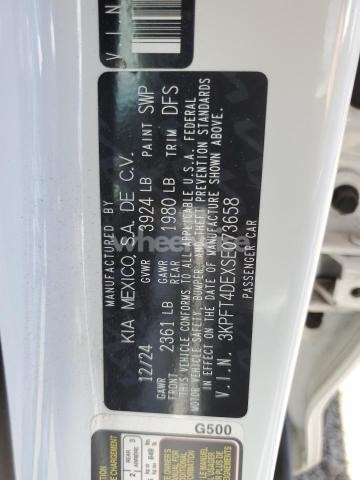 MANUFACTURED BY
KIA MEXICO, S.A. DE C.V.
12/24 GVWR 3924 LB PAINT SWP
GAWR FRONT 2361 LB GAWR REAR 1980 LB TRIM DFS
THIS VEHICLE CONFORMS TO ALL APPLICABLE U.S.A. FEDERAL
MOTOR VEHICLE SAFETY, BUMPER, AND THEFT PREVENTION STANDARDS
IN EFFECT ON THE DATE OF MANUFACTURE SHOWN ABOVE.
V.I.N. 3KPFT4DEXSE073658
PASSENGER CAR
V.I.N
G500